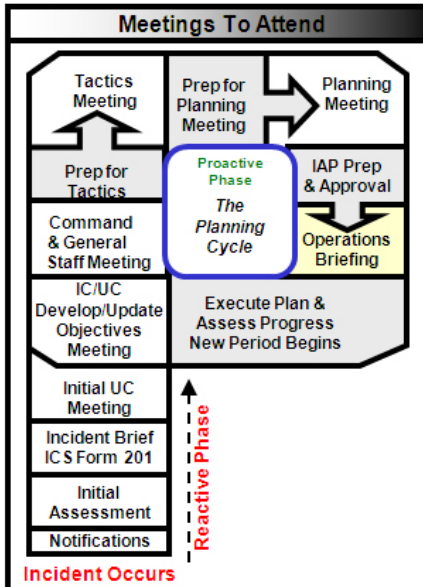 Meetings To Attend
Tactics
Meeting
Prep for
Planning
Meeting
Planning
Meeting
Prep for
Tactics
Proactive
Phase
The
Planning
Cycle
IAP Prep
& Approval
Command
& General
Staff Meeting
Operations
Briefing
IC/UC
Develop/Update
Objectives
Meeting
Execute Plan &
Assess Progress
New Period Begins
Initial UC
Meeting
Incident Brief
ICS Form 201
Initial
Assessment
Notifications
Reactive Phase
Incident Occurs